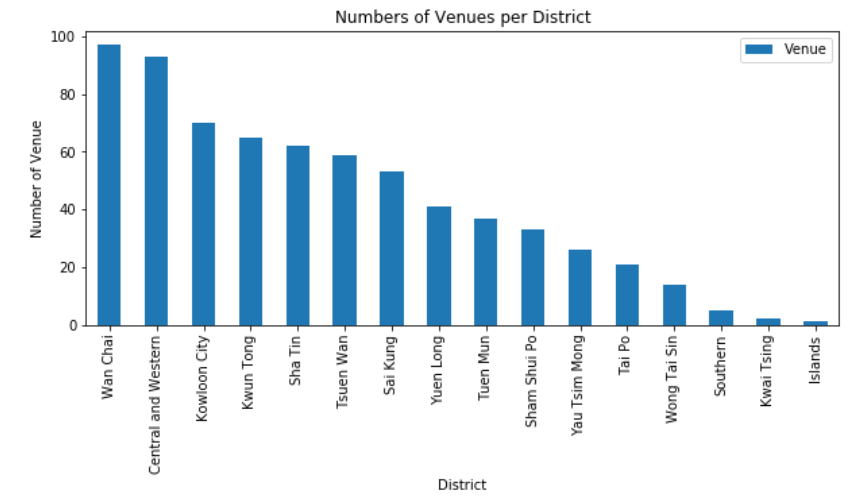 Numbers of Venues per District
Venue
Number of Venue
100
80
60
40
20
0
Wan Chai
Central and Western
Kowloon City
Kwun Tong
Sha Tin
Tsuen Wan
Sai Kung
Yuen Long
Tuen Mun
Sham Shui Po
Yau Tsim Mong
Tai Po
Wong Tai Sin
Southern
Kwai Tsing
Islands
District